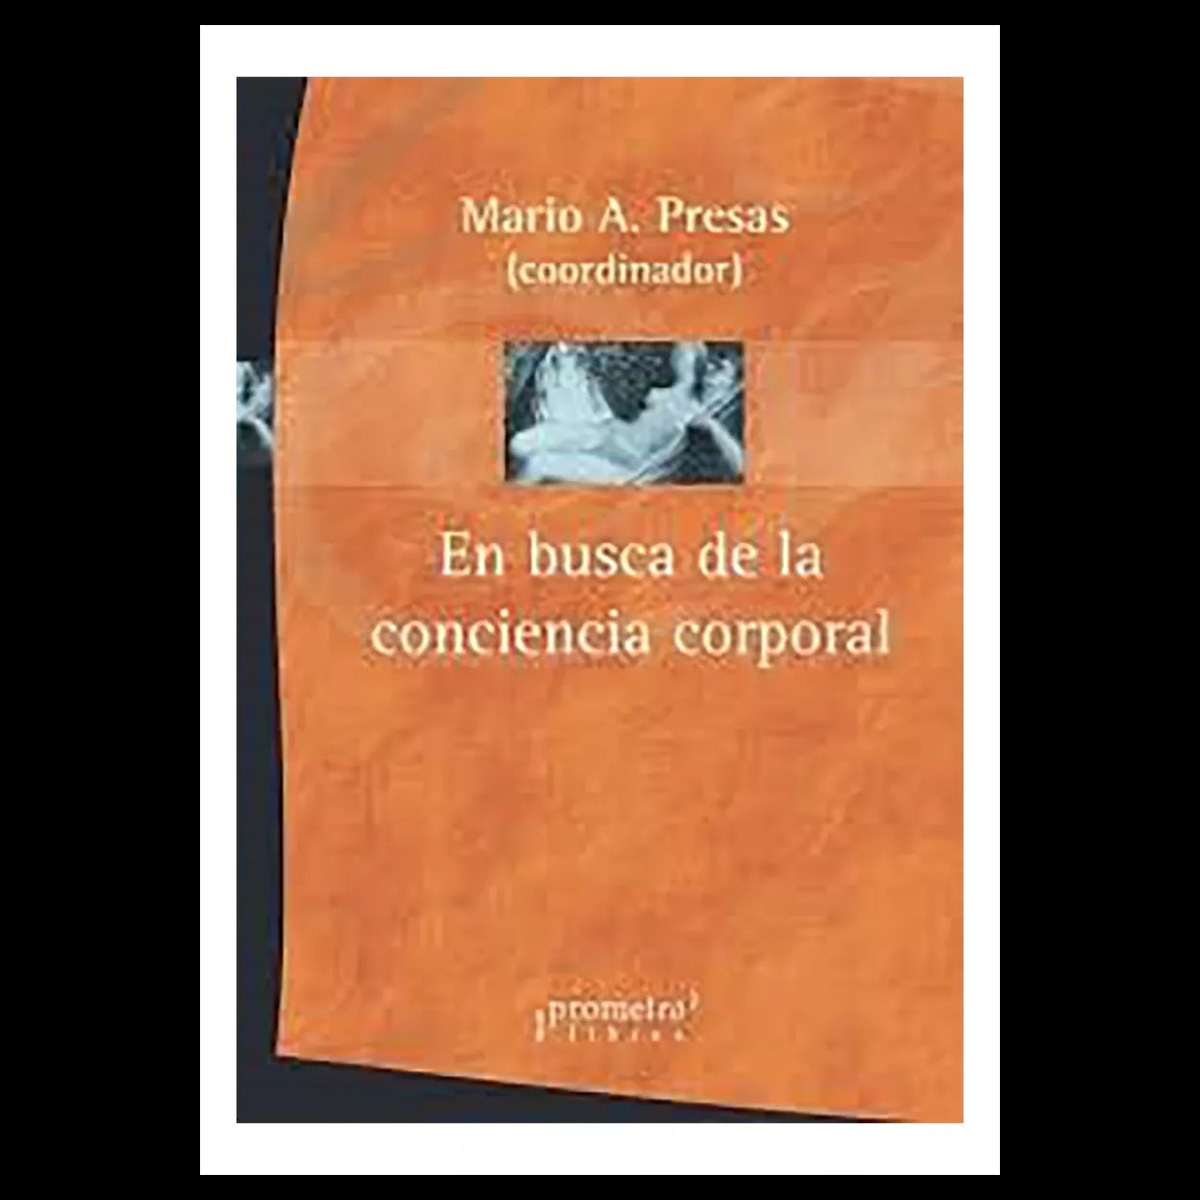 Mario A. Presas
(coordinador)
En busca de la
conciencia corporal
prometeo
libros